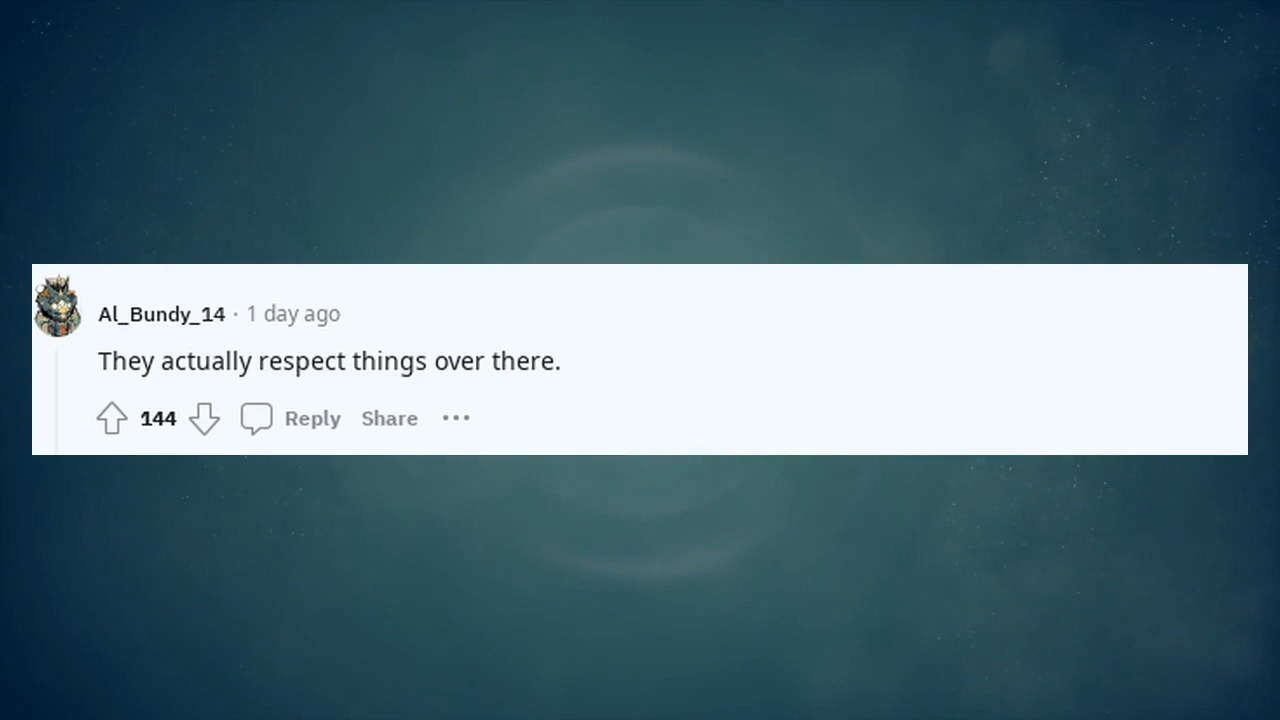 Al_Bundy_14 · 1 day ago
They actually respect things over there.
144 Reply Share ···